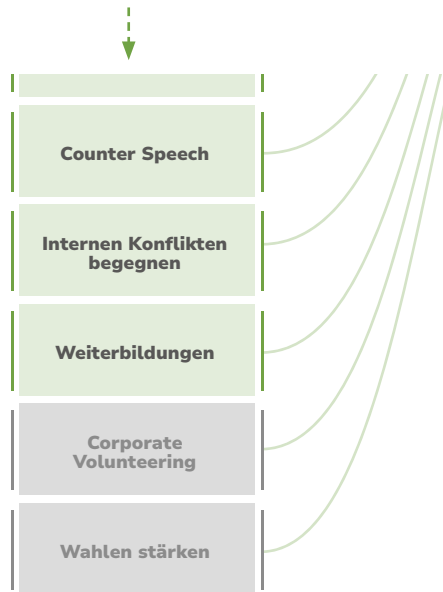 Counter Speech
Internen Konflikten
begegnen
Weiterbildungen
Corporate
Volunteering
Wahlen stärken